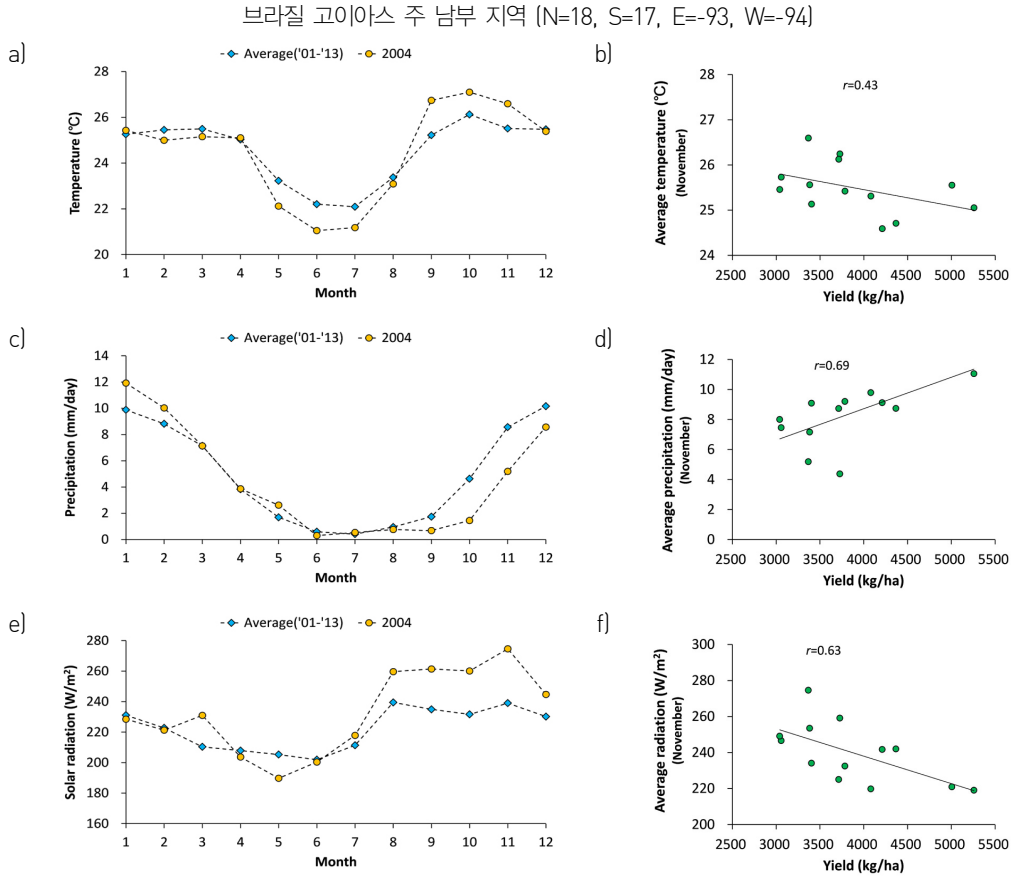 브라질 고이아스 주 남부 지역 (N=18, S=17, E=-93, W=-94)
a)
Average('01-'13) 2004
28
26
24
22
20
Temperature (℃)
1 2 3 4 5 6 7 8 9 10 11 12
Month
b)
r=0.43
28
27
26
25
24
Average temperature (℃)
(November)
2500 3000 3500 4000 4500 5000 5500
Yield (kg/ha)
c)
Average('01-'13) 2004
14
12
10
8
6
4
2
0
Precipitation (mm/day)
1 2 3 4 5 6 7 8 9 10 11 12
Month
d)
r=0.69
12
10
8
6
4
2
0
Average precipitation (mm/day)
(November)
2500 3000 3500 4000 4500 5000 5500
Yield (kg/ha)
e)
Average('01-'13) 2004
280
260
240
220
200
180
160
Solar radiation (W/m²)
1 2 3 4 5 6 7 8 9 10 11 12
Month
f)
r=0.63
300
280
260
240
220
200
Average radiation (W/m²)
(November)
2500 3000 3500 4000 4500 5000 5500
Yield (kg/ha)